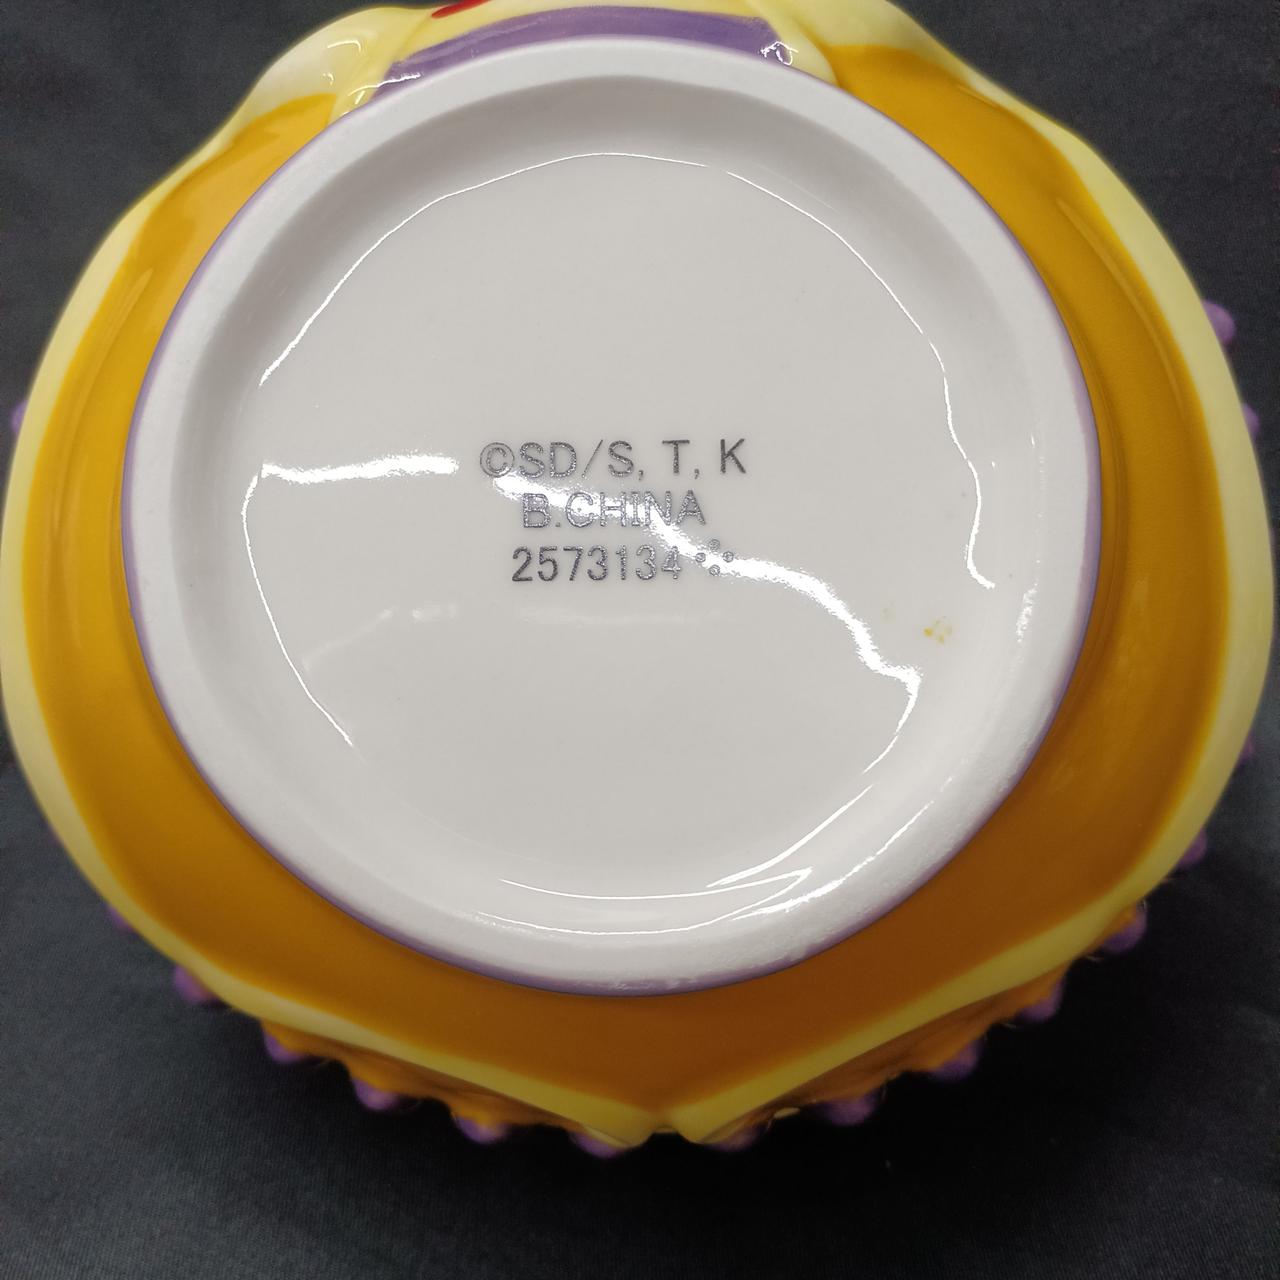 ©SD/S, T, K
B.CHINA
2573134